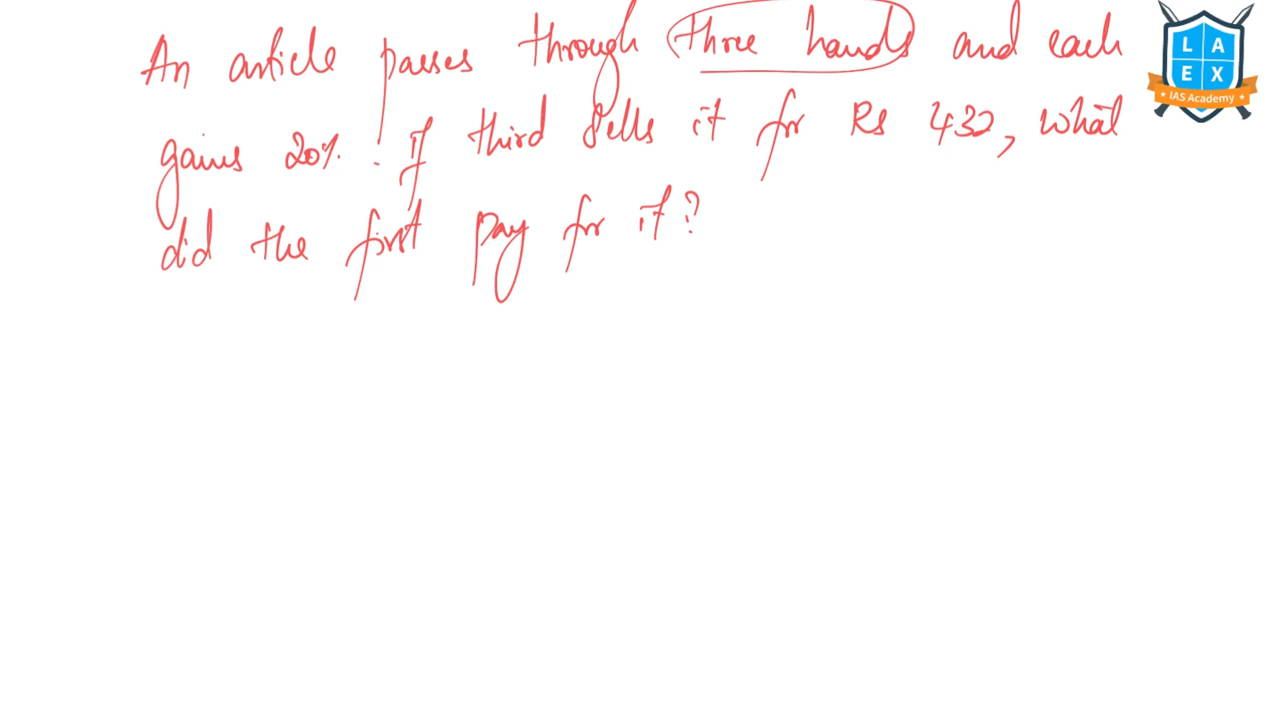 An article passes through three hands and each
gains 20%. If third sells it for Rs 432, what
did the first pay for it?
L A
E X
IAS Academy